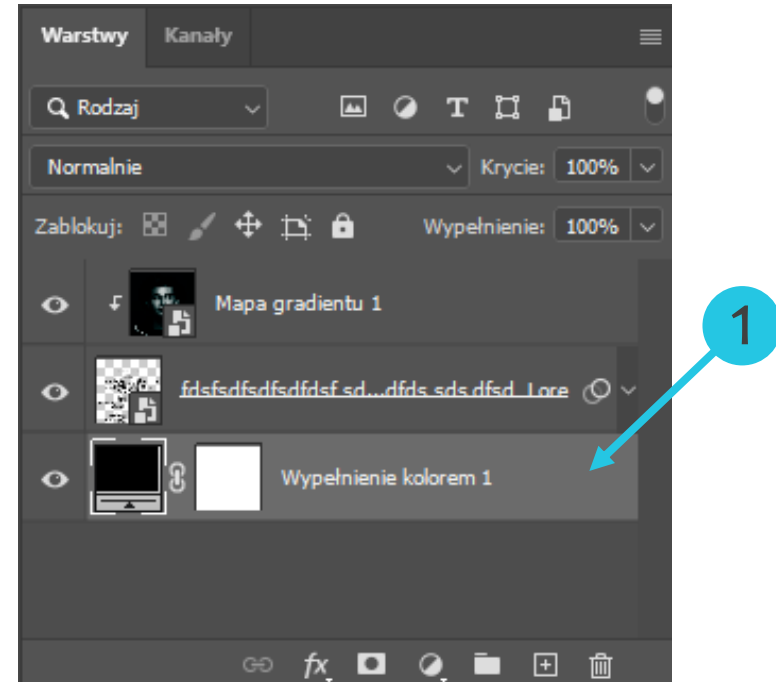 Warstwy Kanały
Rodzaj
Normalnie Krycie: 100%
Zablokuj: Wypełnienie: 100%
Mapa gradientu 1
fdsfsdfsdfsdfdsf sd...dfds sds dfsd Lore
Wypełnienie kolorem 1
fx
1